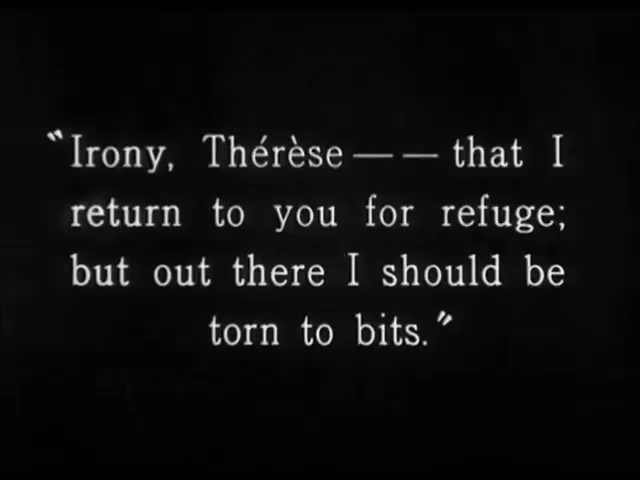 "Irony, Thérèse — — that I
return to you for refuge;
but out there I should be
torn to bits."